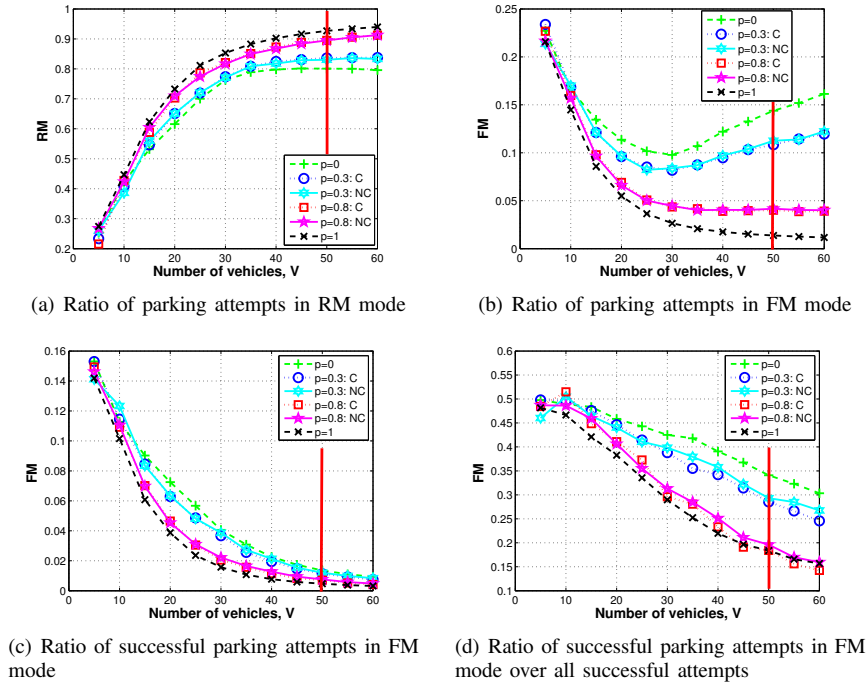 RM
1
0.9
0.8
0.7
0.6
0.5
0.4
0.3
0.2
0 10 20 30 40 50 60
Number of vehicles, V
p=0
p=0.3: C
p=0.3: NC
p=0.8: C
p=0.8: NC
p=1
(a) Ratio of parking attempts in RM mode
FM
0.25
0.2
0.15
0.1
0.05
0
0 10 20 30 40 50 60
Number of vehicles, V
p=0
p=0.3: C
p=0.3: NC
p=0.8: C
p=0.8: NC
p=1
(b) Ratio of parking attempts in FM mode
FM
0.16
0.14
0.12
0.1
0.08
0.06
0.04
0.02
0
0 10 20 30 40 50 60
Number of vehicles, V
p=0
p=0.3: C
p=0.3: NC
p=0.8: C
p=0.8: NC
p=1
(c) Ratio of successful parking attempts in FM
mode
FM
0.65
0.6
0.55
0.5
0.45
0.4
0.35
0.3
0.25
0.2
0.15
0.1
0 10 20 30 40 50 60
Number of vehicles, V
p=0
p=0.3: C
p=0.3: NC
p=0.8: C
p=0.8: NC
p=1
(d) Ratio of successful parking attempts in FM
mode over all successful attempts